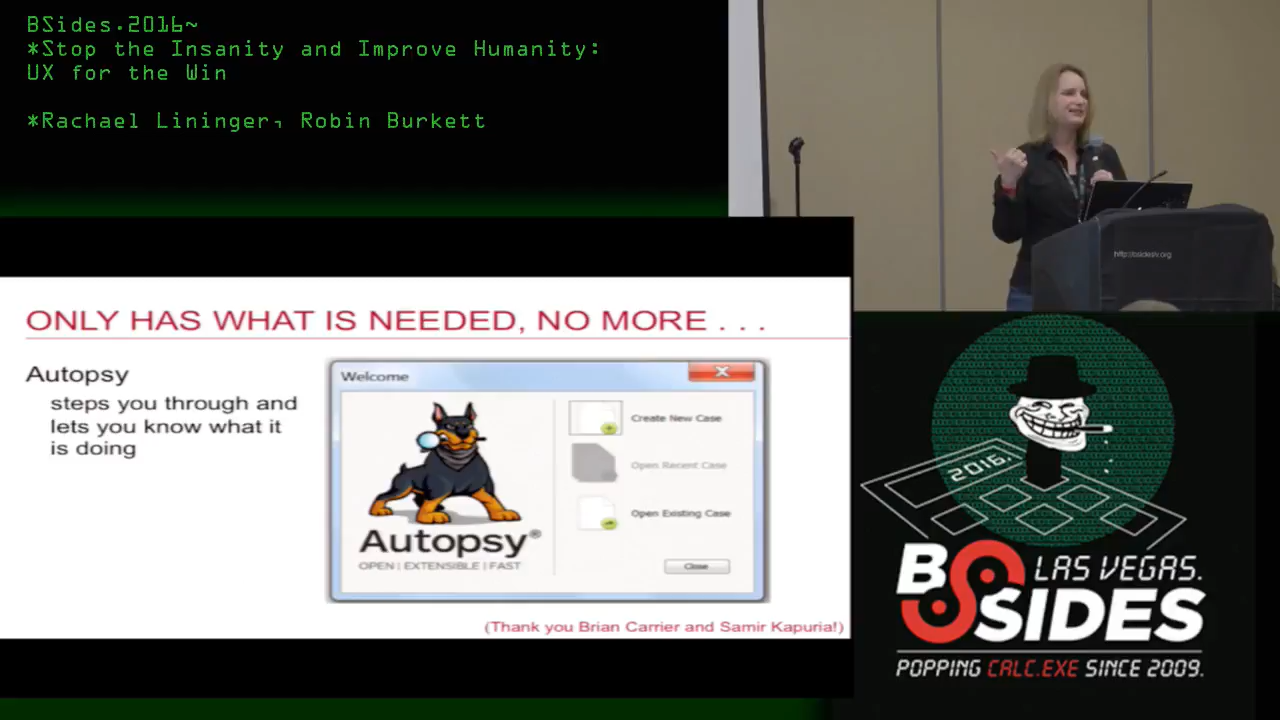 BSides.2016~
*Stop the Insanity and Improve Humanity:
UX for the Win
*Rachael Lininger, Robin Burkett
http://bsideslv.org
ONLY HAS WHAT IS NEEDED, NO MORE . . .
Autopsy
steps you through and
lets you know what it
is doing
Welcome
Create New Case
Open Recent Case
Open Existing Case
Autopsy®
OPEN | EXTENSIBLE | FAST
Close
(Thank you Brian Carrier and Samir Kapuria!)
2016.
BSIDES
LAS VEGAS.
POPPING CALC.EXE SINCE 2009.